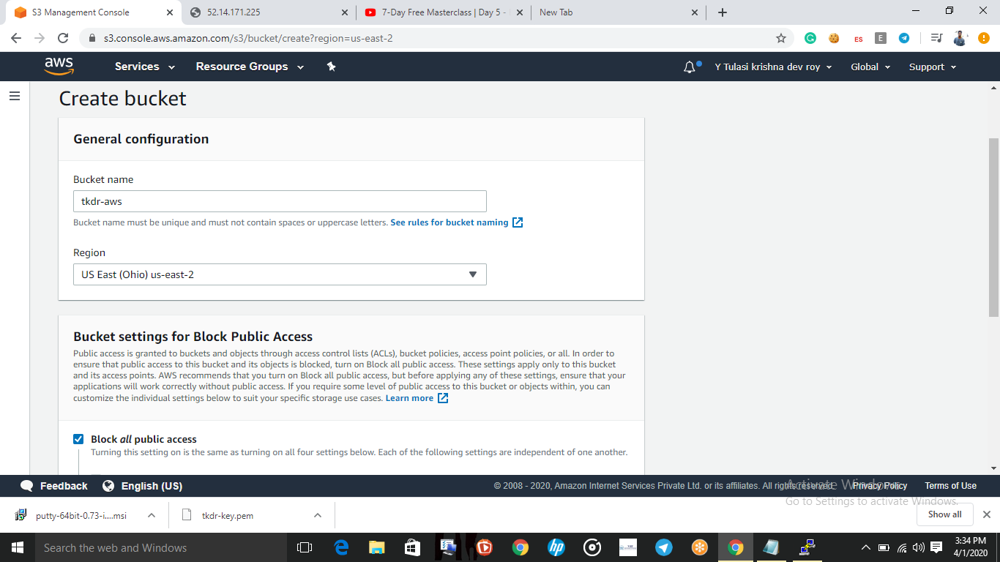 S3 Management Console
52.14.171.225
7-Day Free Masterclass | Day 5 -
New Tab
s3.console.aws.amazon.com/s3/bucket/create?region=us-east-2
ES
E
aws
Services
Resource Groups
Y Tulasi krishna dev roy
Global
Support
Create bucket
General configuration
Bucket name
tkdr-aws
Bucket name must be unique and must not contain spaces or uppercase letters. See rules for bucket naming
Region
US East (Ohio) us-east-2
Bucket settings for Block Public Access
Public access is granted to buckets and objects through access control lists (ACLs), bucket policies, access point policies, or all. In order to
ensure that public access to this bucket and its objects is blocked, turn on Block all public access. These settings apply only to this bucket
and its access points. AWS recommends that you turn on Block all public access, but before applying any of these settings, ensure that your
applications will work correctly without public access. If you require some level of public access to this bucket or objects within, you can
customize the individual settings below to suit your specific storage use cases. Learn more
Block all public access
Turning this setting on is the same as turning on all four settings below. Each of the following settings are independent of one another.
Feedback
English (US)
© 2008 - 2020, Amazon Internet Services Private Ltd. or its affiliates. All rights reserved.
Privacy Policy
Terms of Use
Activate Windows
Go to Settings to activate Windows.
putty-64bit-0.73-i....msi
tkdr-key.pem
Show all
Search the web and Windows
hp
3:34 PM
4/1/2020